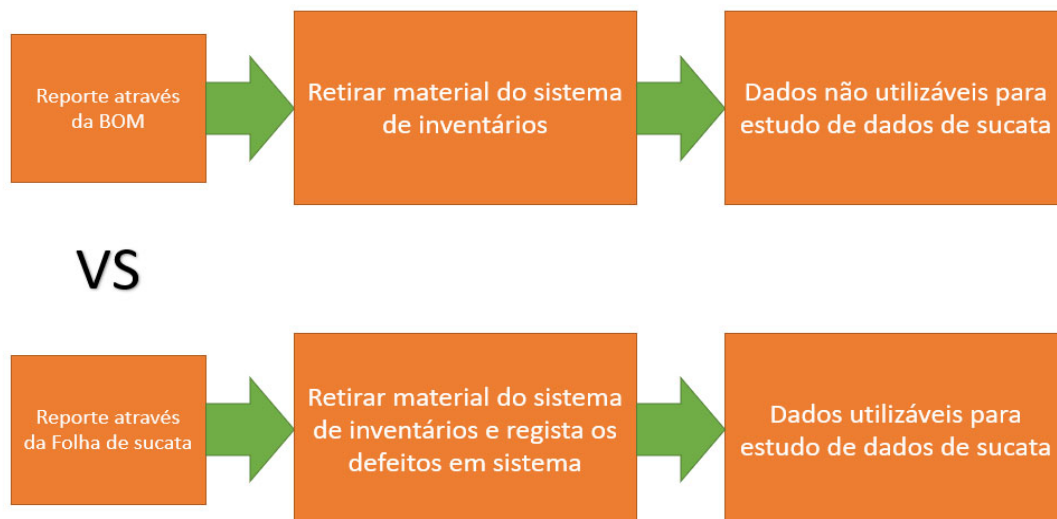 Reporte através
da BOM
Retirar material do sistema
de inventários
Dados não utilizáveis para
estudo de dados de sucata
VS
Reporte através
da Folha de sucata
Retirar material do sistema
de inventários e regista os
defeitos em sistema
Dados utilizáveis para
estudo de dados de sucata